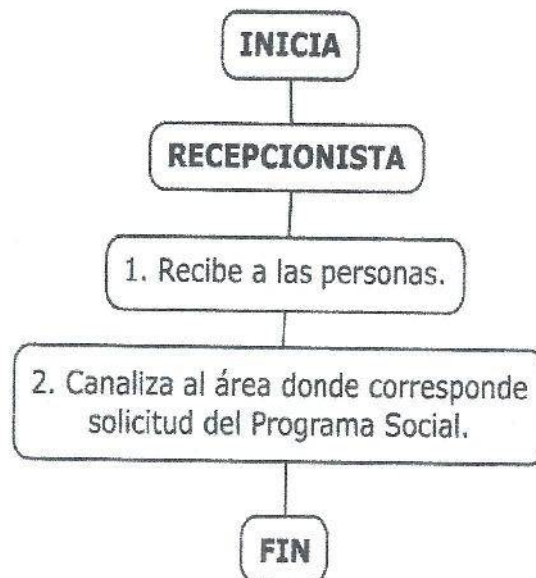 INICIA
RECEPCIONISTA
1. Recibe a las personas.
2. Canaliza al área donde corresponde
solicitud del Programa Social.
FIN